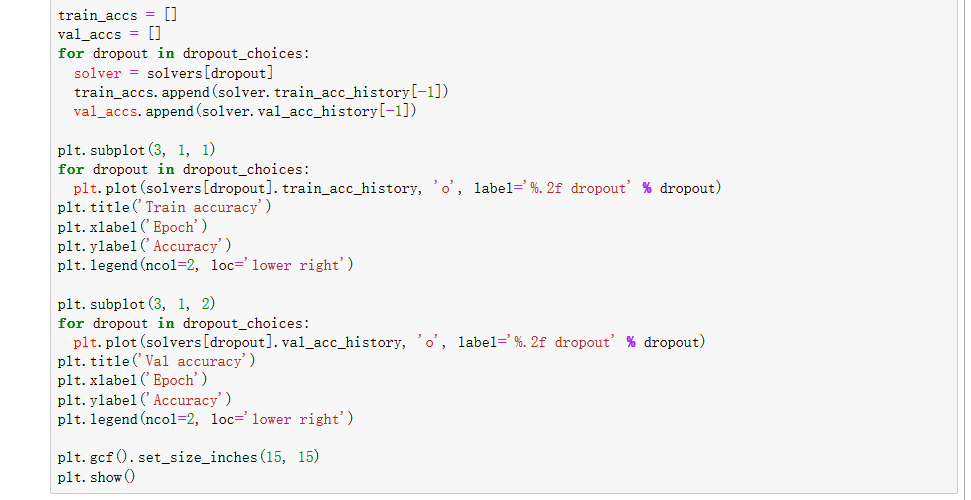 train_accs = []
val_accs = []
for dropout in dropout_choices:
  solver = solvers[dropout]
  train_accs.append(solver.train_acc_history[-1])
  val_accs.append(solver.val_acc_history[-1])

plt.subplot(3, 1, 1)
for dropout in dropout_choices:
  plt.plot(solvers[dropout].train_acc_history, 'o', label='%.2f dropout' % dropout)
plt.title('Train accuracy')
plt.xlabel('Epoch')
plt.ylabel('Accuracy')
plt.legend(ncol=2, loc='lower right')

plt.subplot(3, 1, 2)
for dropout in dropout_choices:
  plt.plot(solvers[dropout].val_acc_history, 'o', label='%.2f dropout' % dropout)
plt.title('Val accuracy')
plt.xlabel('Epoch')
plt.ylabel('Accuracy')
plt.legend(ncol=2, loc='lower right')

plt.gcf().set_size_inches(15, 15)
plt.show()